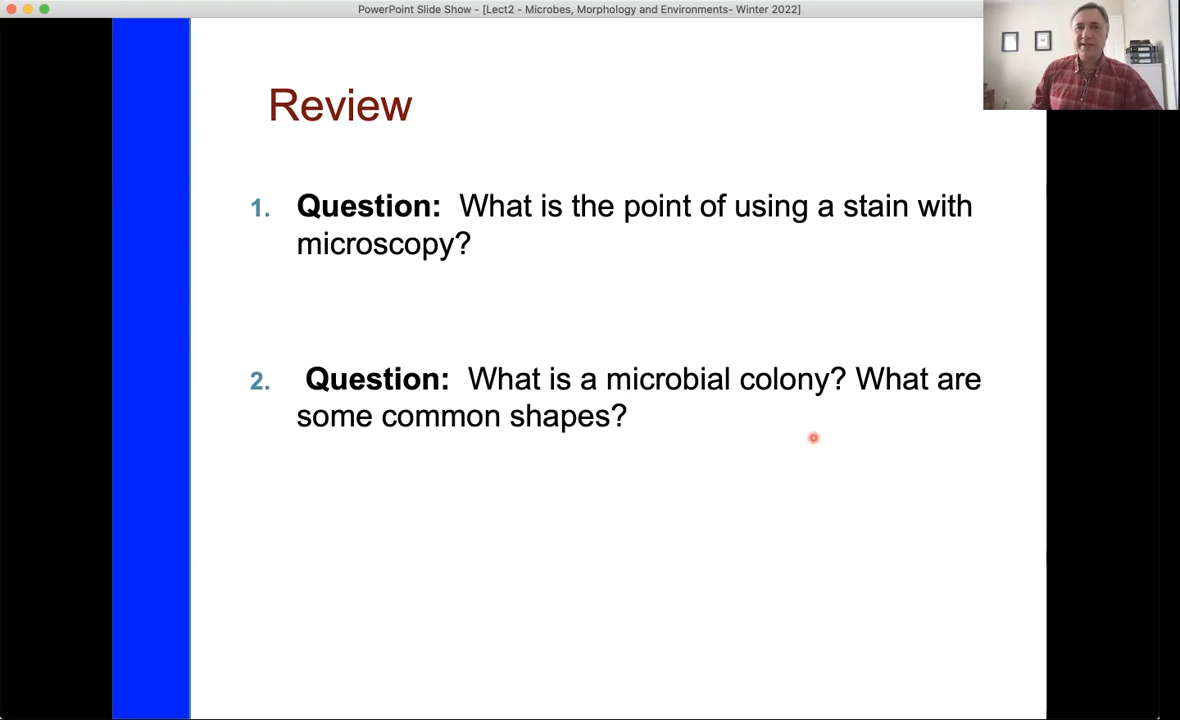 PowerPoint Slide Show - [Lect2 - Microbes, Morphology and Environments- Winter 2022]
Review
1. Question: What is the point of using a stain with
microscopy?
2. Question: What is a microbial colony? What are
some common shapes?